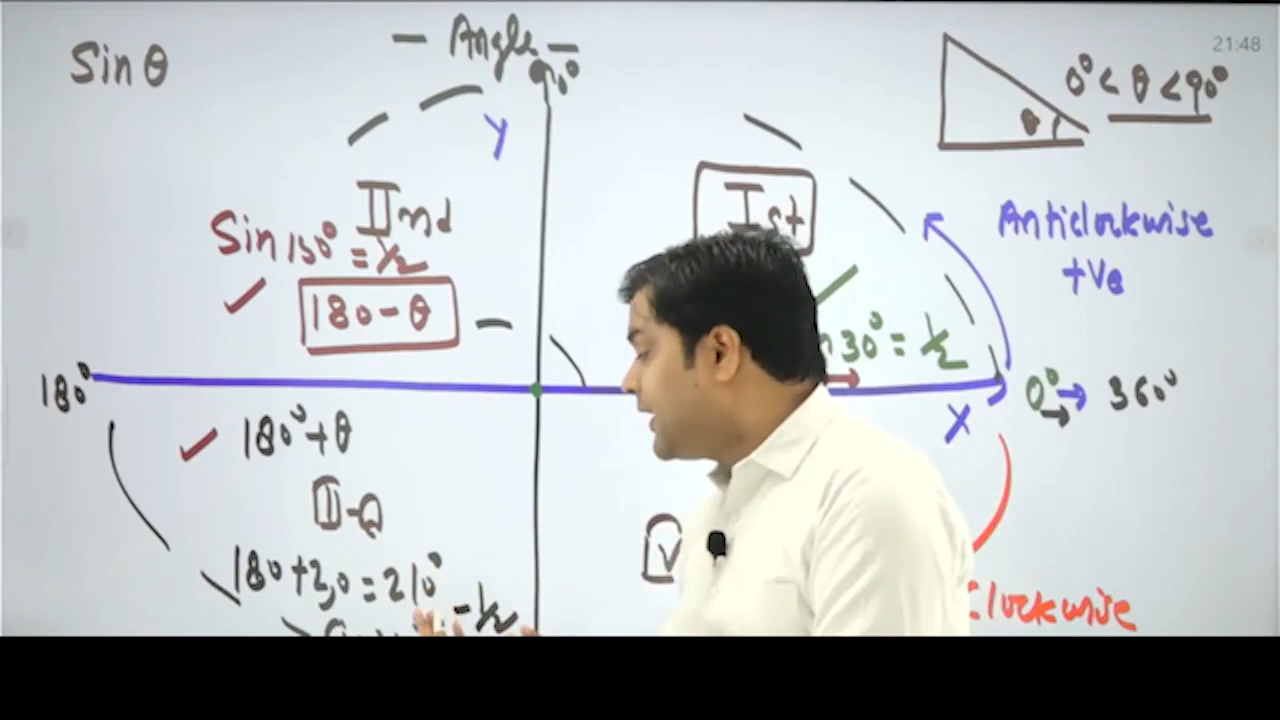 21:48
Sin θ
— Angle —
90°
0° < θ < 90°
θ
Y
IInd
Ist
Sin 150° = 1/2
180 - θ
Anticlockwise
+Ve
30° = 1/2
180°
X
0° → 360°
180° + θ
180 + 30 = 210°
- 1/2
Clockwise